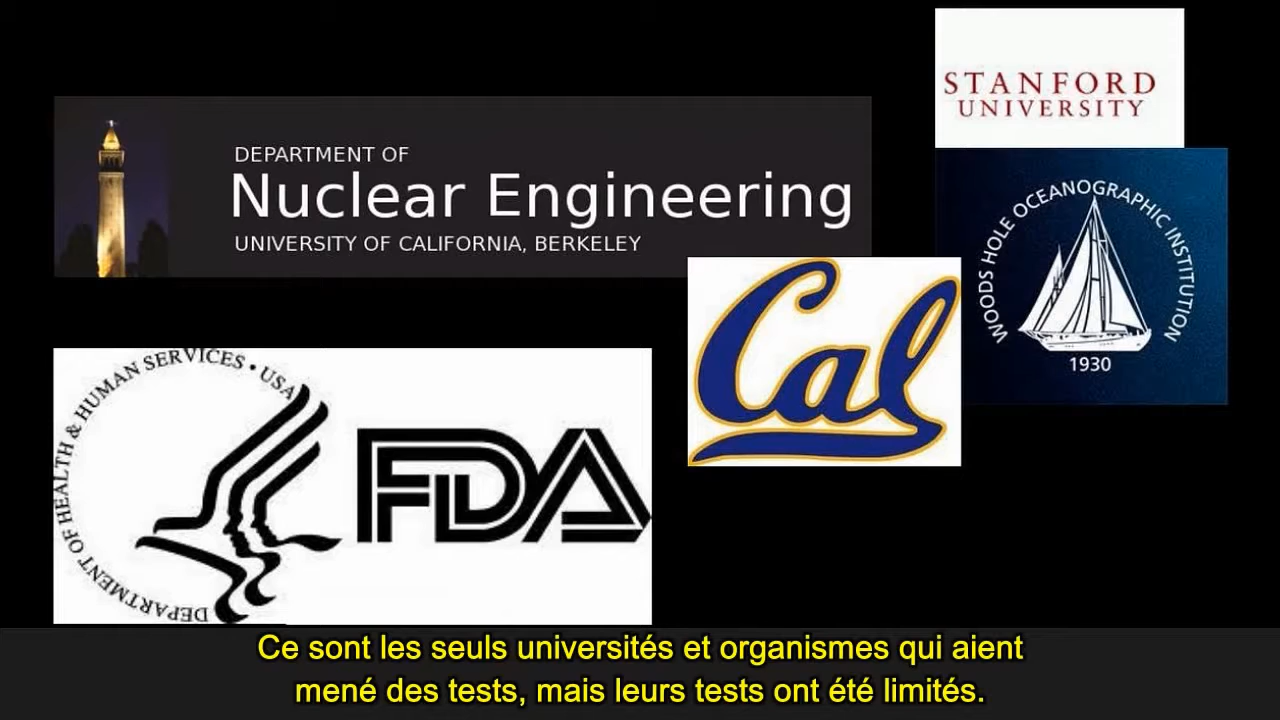 STANFORD
UNIVERSITY
DEPARTMENT OF
Nuclear Engineering
UNIVERSITY OF CALIFORNIA, BERKELEY
WOODS HOLE OCEANOGRAPHIC INSTITUTION
1930
Cal
DEPARTMENT OF HEALTH & HUMAN SERVICES • USA
FDA
Ce sont les seuls universités et organismes qui aient
mené des tests, mais leurs tests ont été limités.